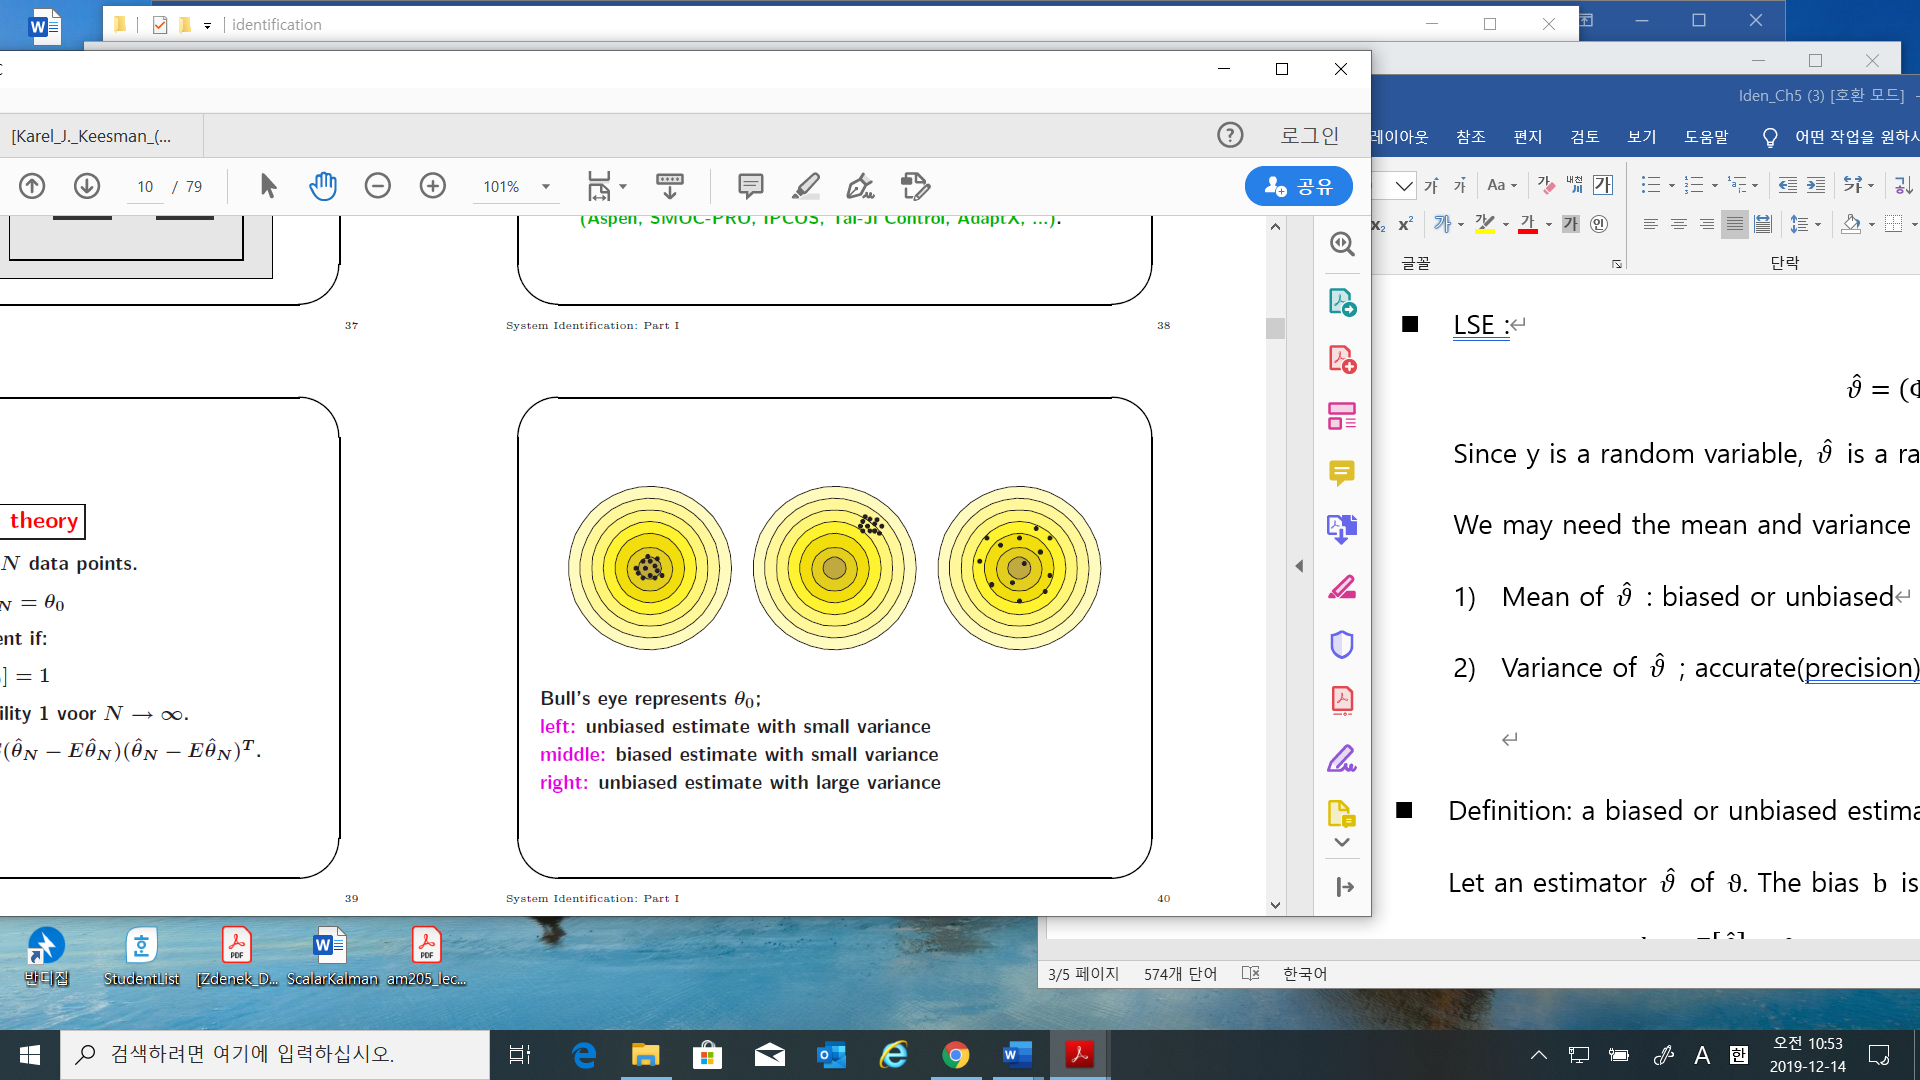 identification
Iden_Ch5 (3) [호환 모드]
[Karel_J._Keesman_(...
로그인
레이아웃 참조 편지 검토 보기 도움말 어떤 작업을 원하시
10 / 79
101%
공유
글꼴
단락
(Aspen, SMOC-PRO, IPCOS, Tai-Ji Control, AdaptX, ...).
37
System Identification: Part I
38
theory
N data points.
N = θ0
ent if:
] = 1
ility 1 voor N → ∞.
(θ̂N − Eθ̂N)(θ̂N − Eθ̂N)^T.
39
Bull's eye represents θ0;
left: unbiased estimate with small variance
middle: biased estimate with small variance
right: unbiased estimate with large variance
System Identification: Part I
40
■ LSE :
ϑ̂ = (Φ
Since y is a random variable, ϑ̂ is a ra
We may need the mean and variance
1) Mean of ϑ̂ : biased or unbiased
2) Variance of ϑ̂ ; accurate(precision)
■ Definition: a biased or unbiased estima
Let an estimator ϑ̂ of ϑ. The bias b is
3/5 페이지 574개 단어 한국어
반디집
StudentList
[Zdenek_D...
ScalarKalman
am205_lec...
검색하려면 여기에 입력하십시오.
A 한
오전 10:53
2019-12-14